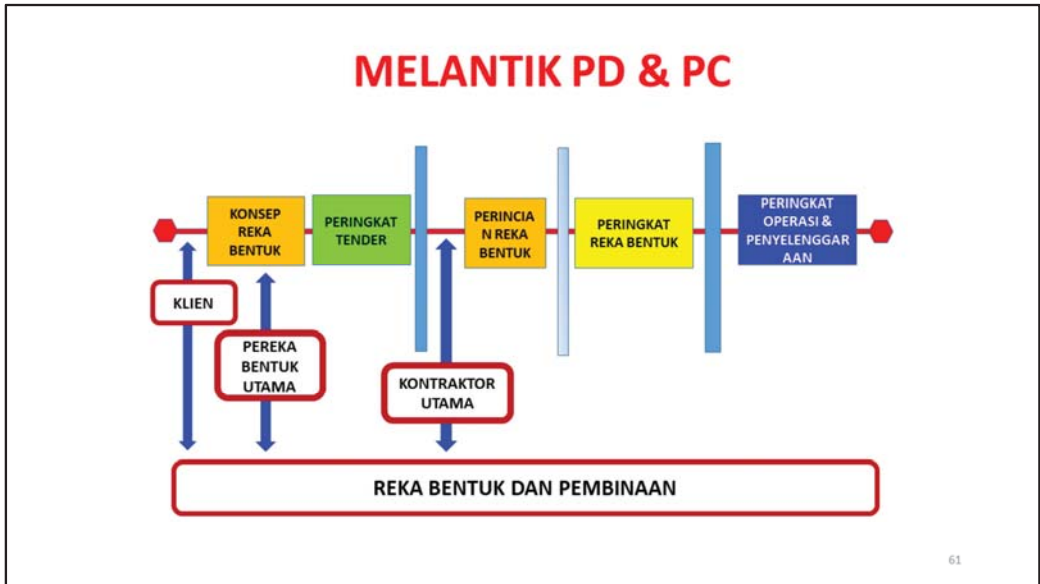 MELANTIK PD & PC
KONSEP
REKA
BENTUK
PERINGKAT
TENDER
PERINCIA
N REKA
BENTUK
PERINGKAT
REKA BENTUK
PERINGKAT
OPERASI &
PENYELENGGAR
AAN
KLIEN
PEREKA
BENTUK
UTAMA
KONTRAKTOR
UTAMA
REKA BENTUK DAN PEMBINAAN
61